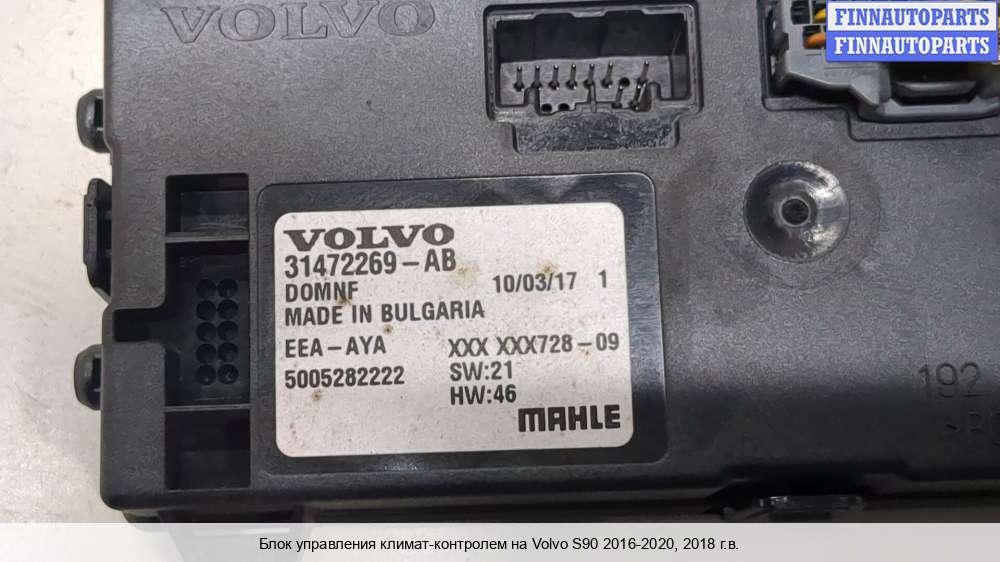 VOLVO
FINNAUTOPARTS
FINNAUTOPARTS
VOLVO
31472269-AB
DOMNF 10/03/17 1
MADE IN BULGARIA
EEA-AYA XXX XXX728-09
5005282222 SW:21
HW:46
MAHLE
192
Блок управления климат-контролем на Volvo S90 2016-2020, 2018 г.в.